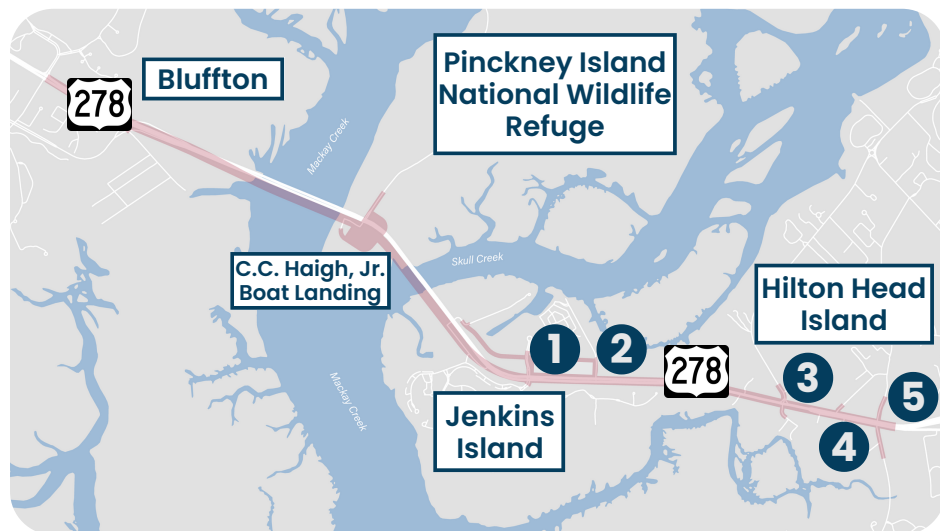 Bluffton
278
Pinckney Island
National Wildlife
Refuge
Mackay Creek
C.C. Haigh, Jr.
Boat Landing
Skull Creek
Hilton Head
Island
1
2
278
3
5
4
Mackay Creek
Jenkins
Island